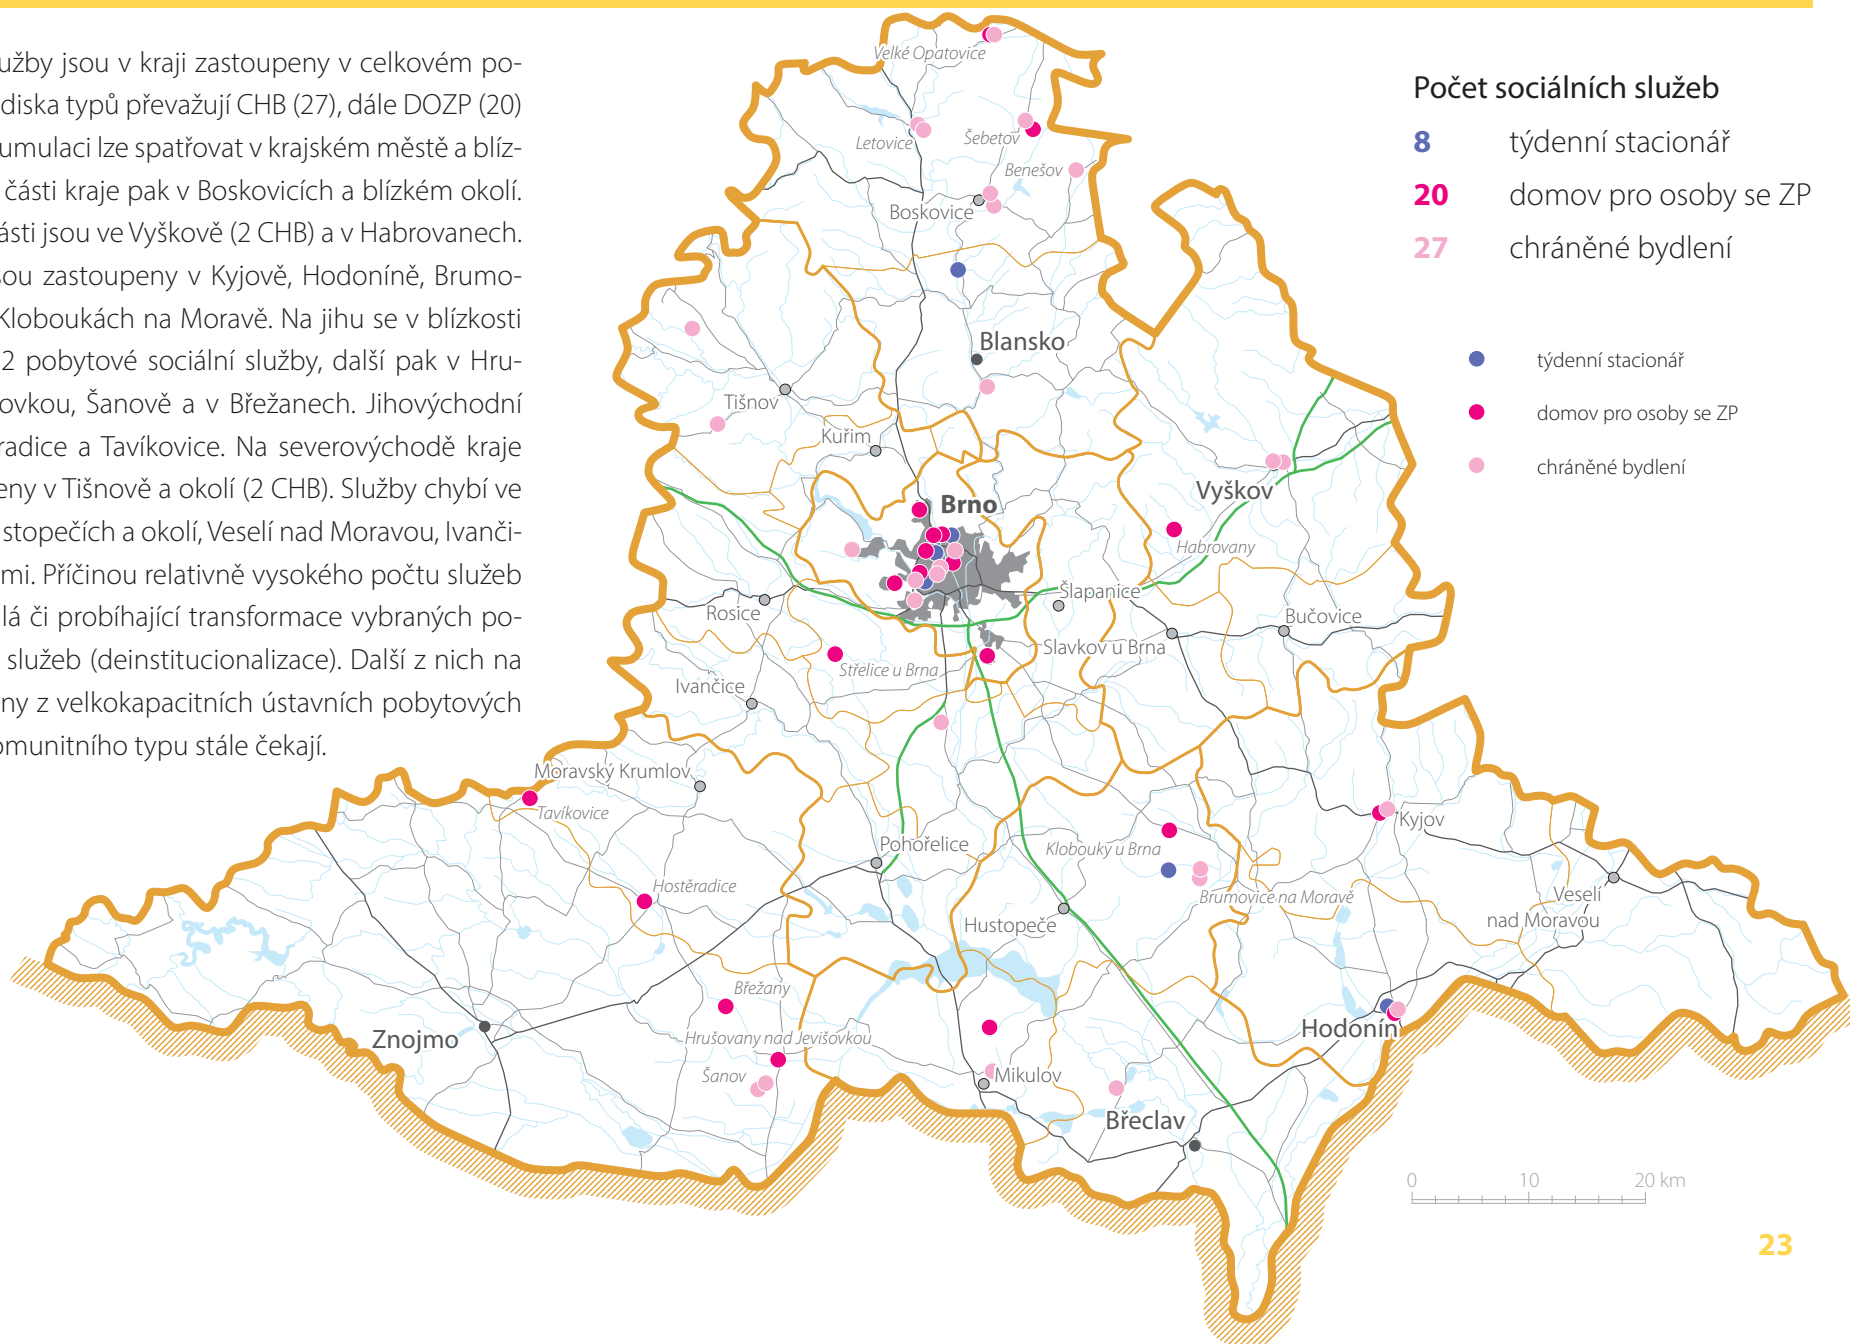 užby jsou v kraji zastoupeny v celkovém po-
diska typů převažují CHB (27), dále DOZP (20)
umulaci lze spatřovat v krajském městě a blíz-
části kraje pak v Boskovicích a blízkém okolí.
ásti jsou ve Vyškově (2 CHB) a v Habrovanech.
sou zastoupeny v Kyjově, Hodoníně, Brumo-
Kloboukách na Moravě. Na jihu se v blízkosti
2 pobytové sociální služby, další pak v Hru-
ovkou, Šanově a v Břežanech. Jihovýchodní
radice a Tavíkovice. Na severovýchodě kraje
eny v Tišnově a okolí (2 CHB). Služby chybí ve
stopečích a okolí, Veselí nad Moravou, Ivanči-
mi. Příčinou relativně vysokého počtu služeb
lá či probíhající transformace vybraných po-
služeb (deinstitucionalizace). Další z nich na
ny z velkokapacitních ústavních pobytových
omunitního typu stále čekají.
Počet sociálních služeb
8 týdenní stacionář
20 domov pro osoby se ZP
27 chráněné bydlení
týdenní stacionář
domov pro osoby se ZP
chráněné bydlení
Velké Opatovice
Letovice
Šebetov
Benešov
Boskovice
Blansko
Tišnov
Kuřim
Brno
Vyškov
Habrovany
Rosice
Šlapanice
Bučovice
Slavkov u Brna
Střelice u Brna
Ivančice
Moravský Krumlov
Tavíkovice
Kyjov
Pohořelice
Klobouky u Brna
Hostěradice
Brumovice na Moravě
Veselí
nad Moravou
Hustopeče
Břežany
Hodonín
Znojmo
Hrušovany nad Jevišovkou
Šanov
Mikulov
Břeclav
0 10 20 km
23